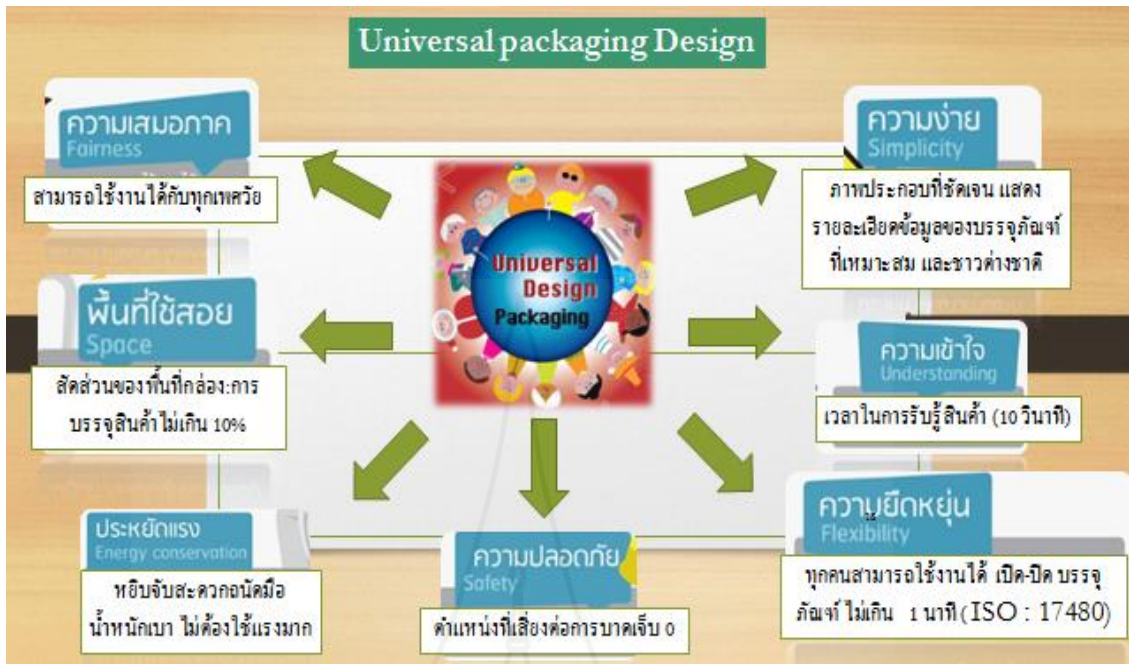 Universal packaging Design
ความเสมอภาค
Fairness
สามารถใช้งานได้กับทุกเพศวัย
ความง่าย
Simplicity
ภาพประกอบที่ชัดเจน แสดง
รายละเอียดข้อมูลของบรรจุภัณฑ์
ที่เหมาะสม และชาวต่างชาติ
Universal
Design
Packaging
พื้นที่ใช้สอย
Space
สัดส่วนของพื้นที่กล่อง:การ
บรรจุสินค้าไม่เกิน 10%
ความเข้าใจ
Understanding
เวลาในการรับรู้สินค้า (10 วินาที)
ประหยัดแรง
Energy conservation
หยิบจับสะดวกถนัดมือ
น้ำหนักเบา ไม่ต้องใช้แรงมาก
ความปลอดภัย
Safety
ตำแหน่งที่เสี่ยงต่อการบาดเจ็บ 0
ความยืดหยุ่น
Flexibility
ทุกคนสามารถใช้งานได้ เปิด-ปิด บรรจุ
ภัณฑ์ ไม่เกิน 1 นาที (ISO : 17480)